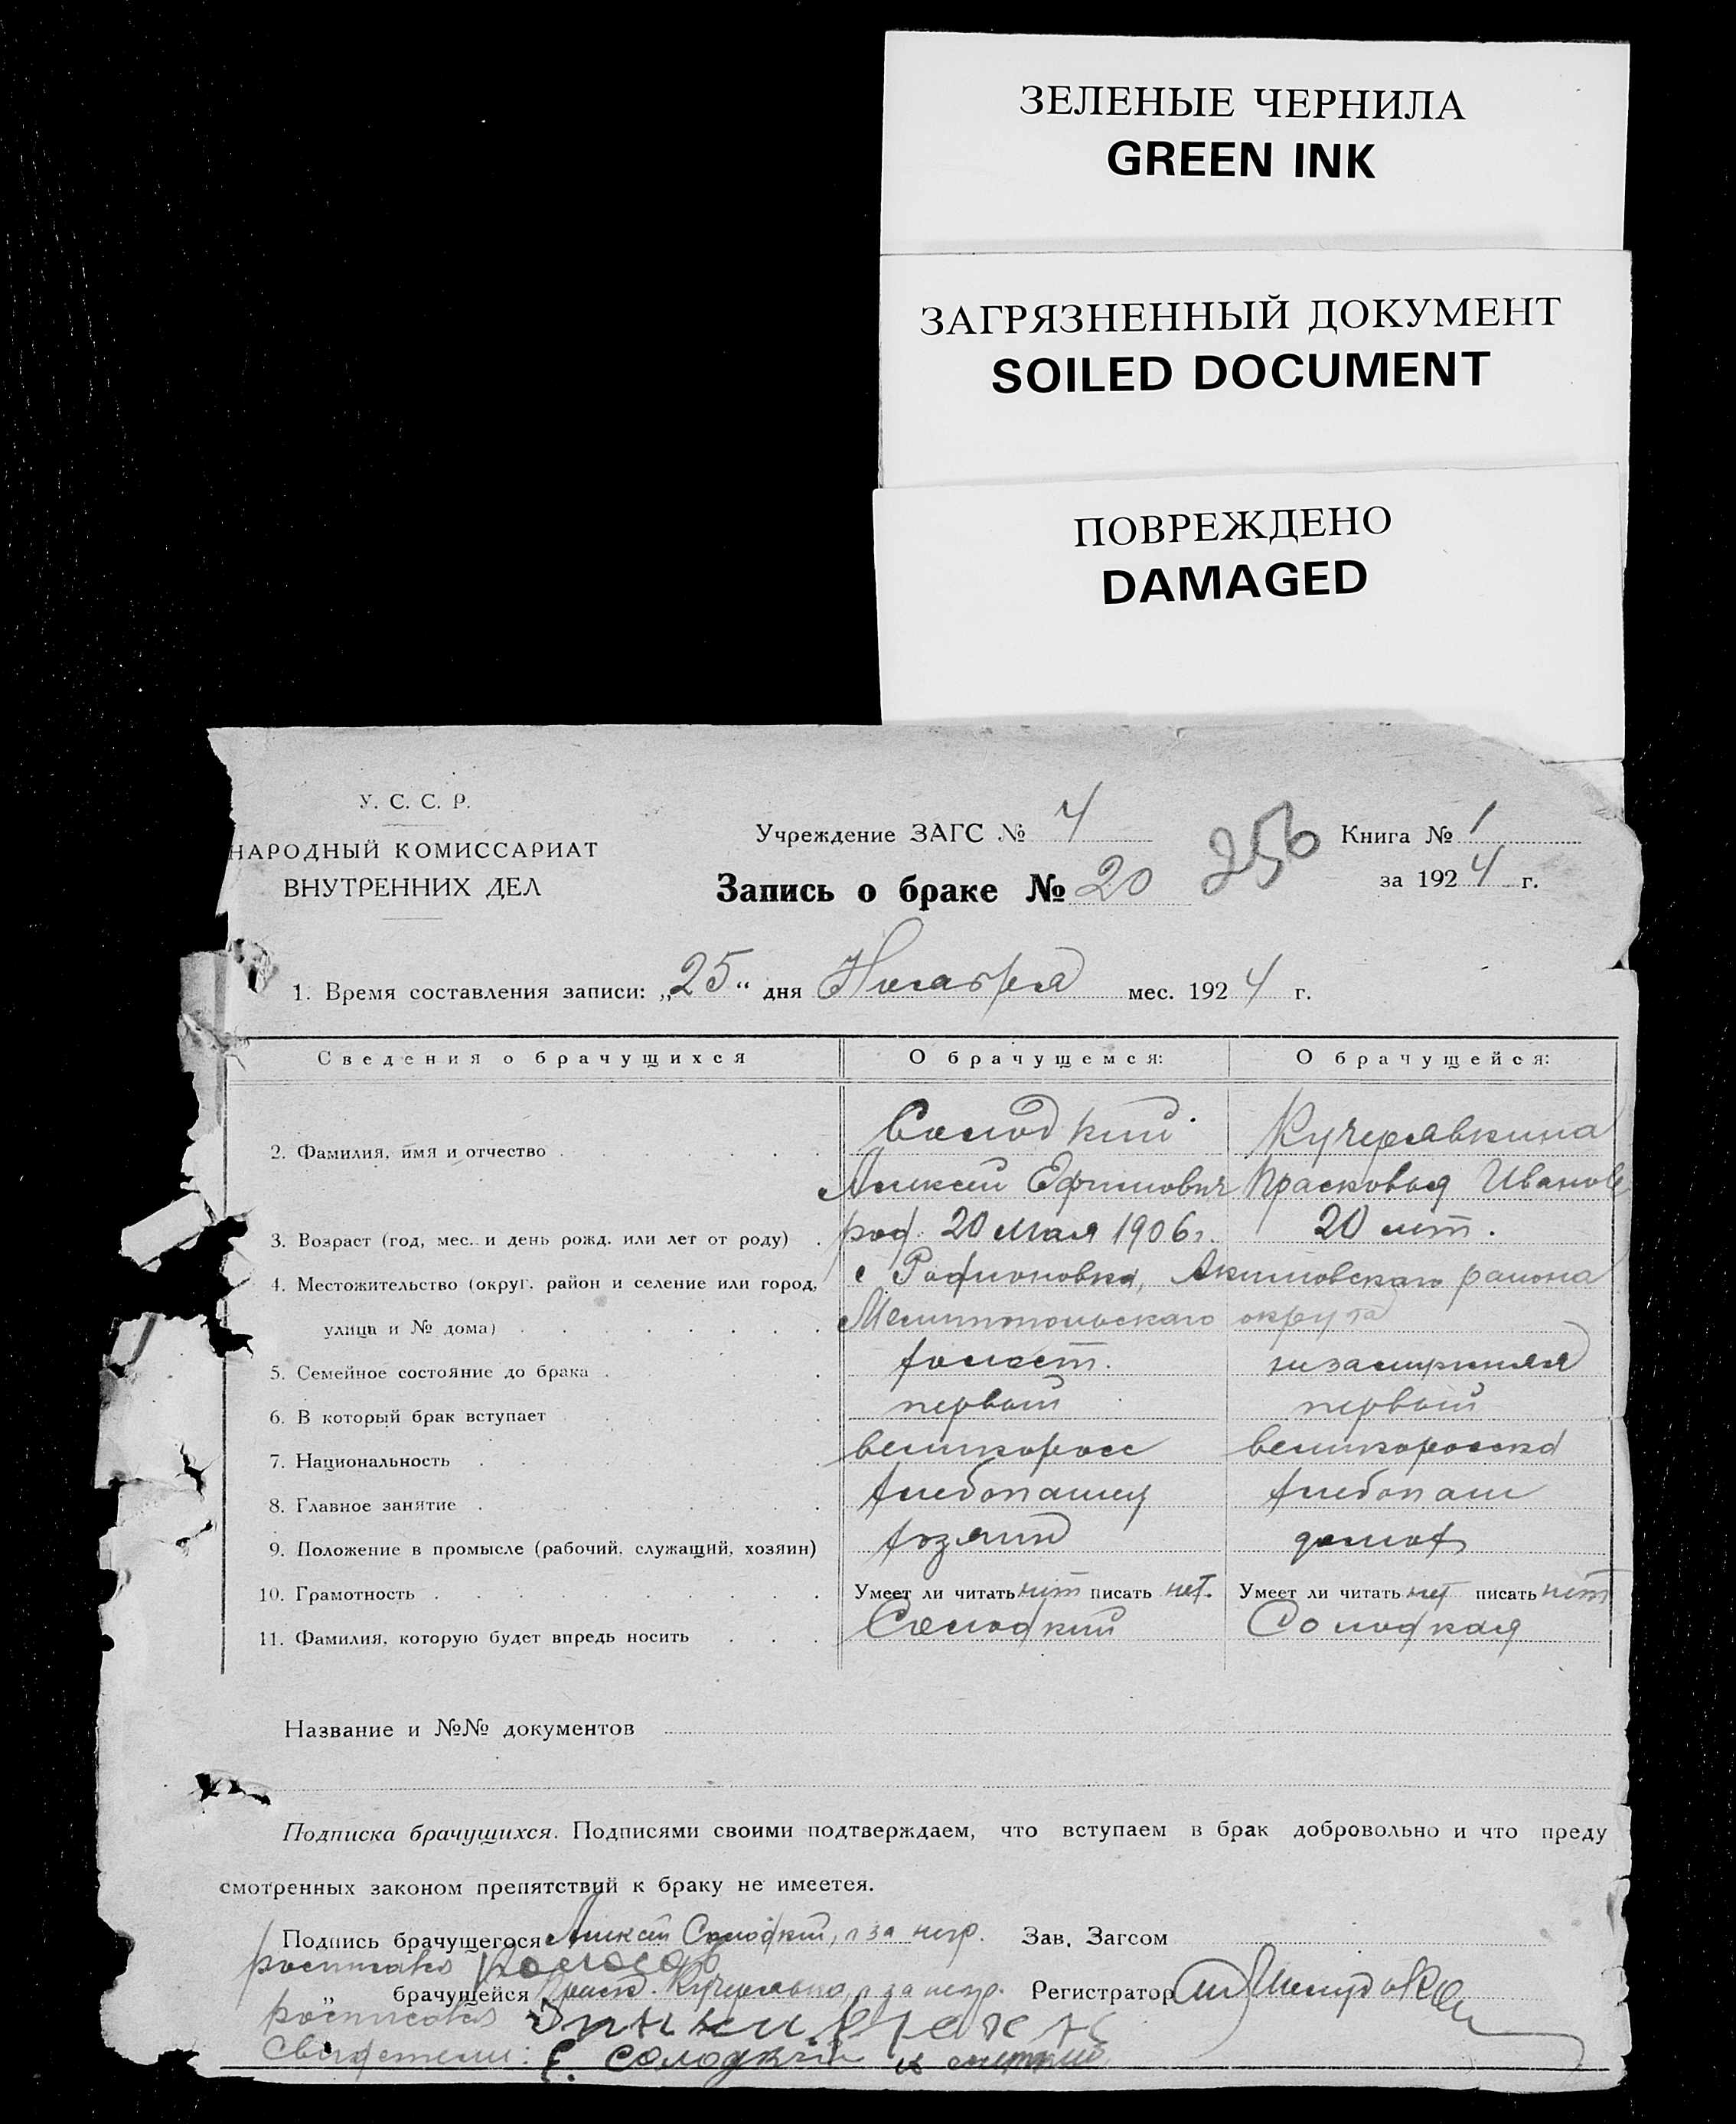 ЗЕЛЕНЫЕ ЧЕРНИЛА
GREEN INK
ЗАГРЯЗНЕННЫЙ ДОКУМЕНТ
SOILED DOCUMENT
ПОВРЕЖДЕНО
DAMAGED
У. С. С. Р.
НАРОДНЫЙ КОМИССАРИАТ
ВНУТРЕННИХ ДЕЛ
Учреждение ЗАГС № 4
Запись о браке № 20
256
Книга № 1
за 1924 г.
1. Время составления записи: „25“ дня Ноября мес. 1924 г.
Сведения о брачущихся О брачущемся: О брачущейся:
Солодкий Кучерявкина
2. Фамилия, имя и отчество
Алексей Ефимович Прасковья Иванов
3. Возраст (год, мес. и день рожд. или лет от роду) род. 20 Мая 1906 г. 20 лет.
4. Местожительство (округ, район и селение или город, с Родионовка, Акимовского района
улица и № дома) Мелитопольского округа
5. Семейное состояние до брака холост. незамужняя
6. В который брак вступает первый первый
7. Национальность великоросс великоросска
8. Главное занятие хлебопашец хлебопаш
9. Положение в промысле (рабочий, служащий, хозяин) хозяин домох
10. Грамотность Умеет ли читать нет писать нет. Умеет ли читать нет писать нет
11. Фамилия, которую будет впредь носить Солодкий Солодкая
Название и №№ документов
Подписка брачущихся. Подписями своими подтверждаем, что вступаем в брак добровольно и что преду
смотренных законом препятствий к браку не имеетея.
Подпись брачущегося Алексей Солодкий, а за негр. Зав. Загсом
росписался
„ брачущейся Праск. Кучерявкина, а за негр. Регистратор
росписался
Свидетели: Е. Солодкий